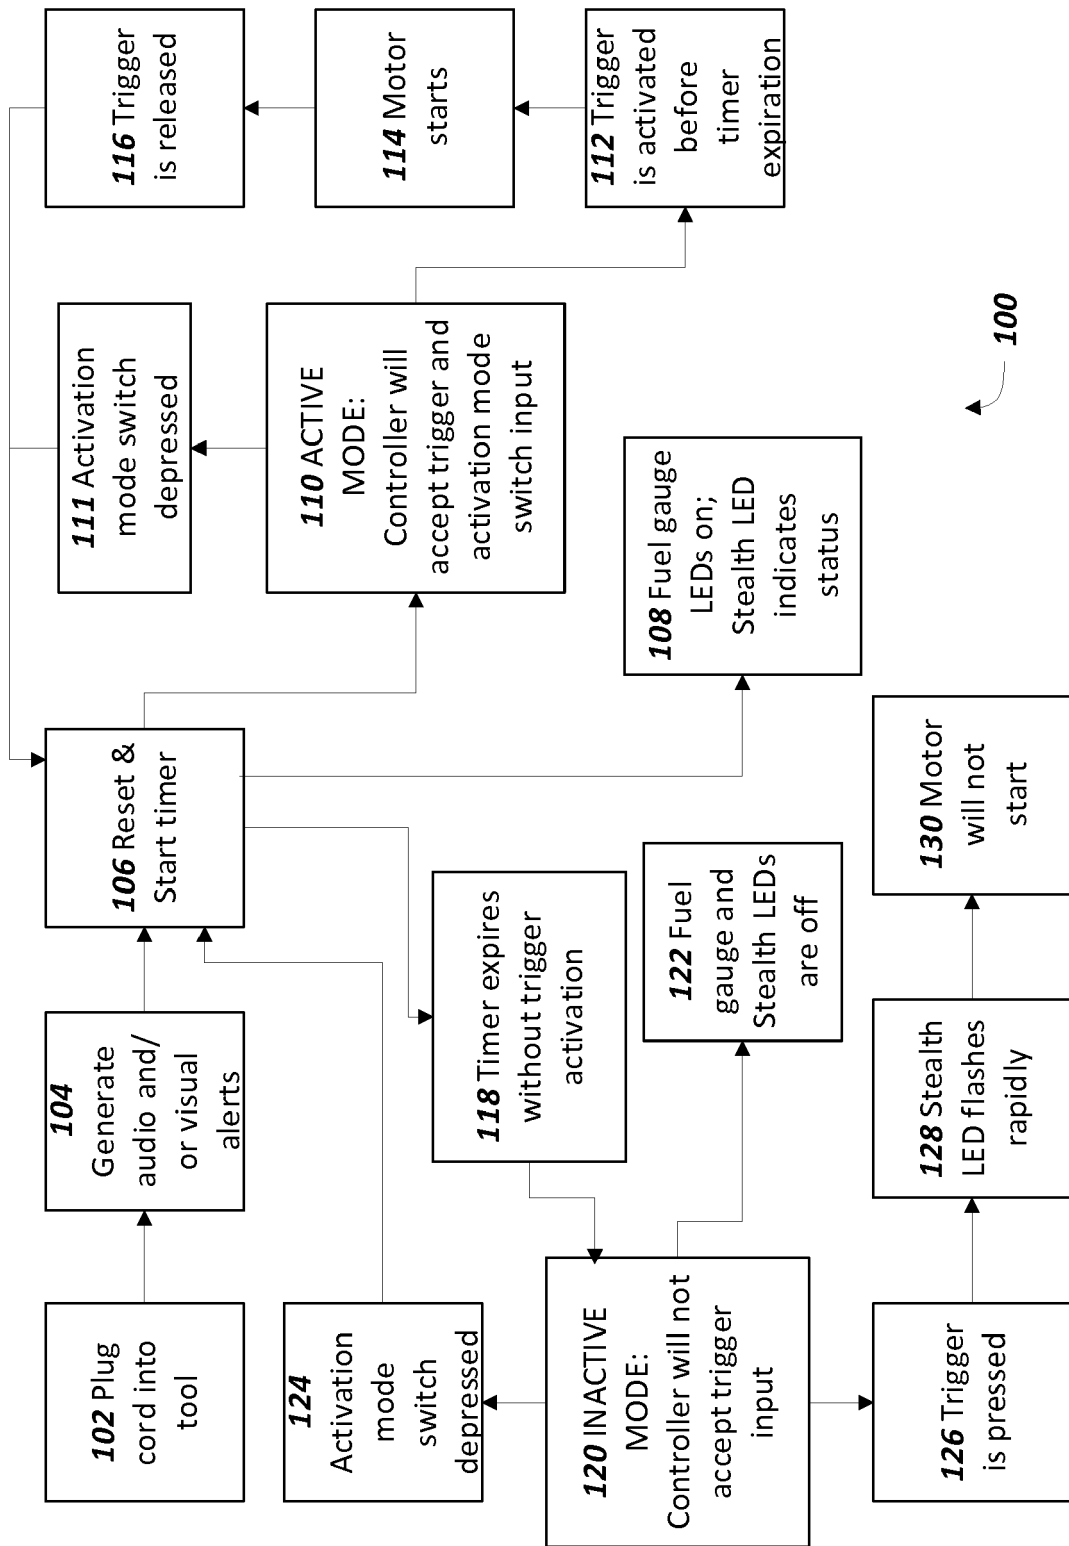 102 Plug
cord into
tool
104
Generate
audio and/
or visual
alerts
106 Reset &
Start timer
116 Trigger
is released
124
Activation
mode
switch
depressed
111 Activation
mode switch
depressed
114 Motor
starts
118 Timer expires
without trigger
activation
110 ACTIVE
MODE:
Controller will
accept trigger and
activation mode
switch input
120 INACTIVE
MODE:
Controller will not
accept trigger
input
122 Fuel
gauge and
Stealth LEDs
are off
108 Fuel gauge
LEDs on;
Stealth LED
indicates
status
112 Trigger
is activated
before
timer
expiration
126 Trigger
is pressed
128 Stealth
LED flashes
rapidly
130 Motor
will not
start
100